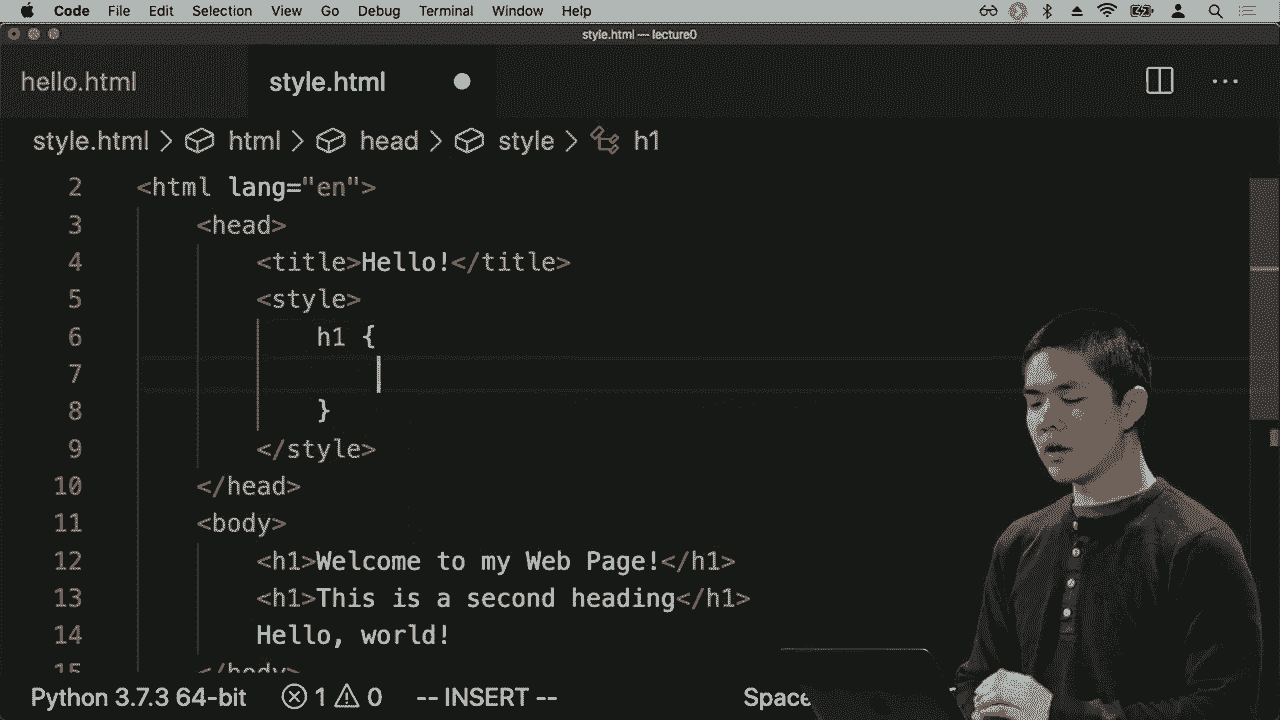 Code File Edit Selection View Go Debug Terminal Window Help
style.html — lecture0
hello.html style.html
style.html > html > head > style > h1
2 <html lang="en">
3 <head>
4 <title>Hello!</title>
5 <style>
6 h1 {
7
8 }
9 </style>
10 </head>
11 <body>
12 <h1>Welcome to my Web Page!</h1>
13 <h1>This is a second heading</h1>
14 Hello, world!
15 </body>
Python 3.7.3 64-bit 1 0 -- INSERT -- Space